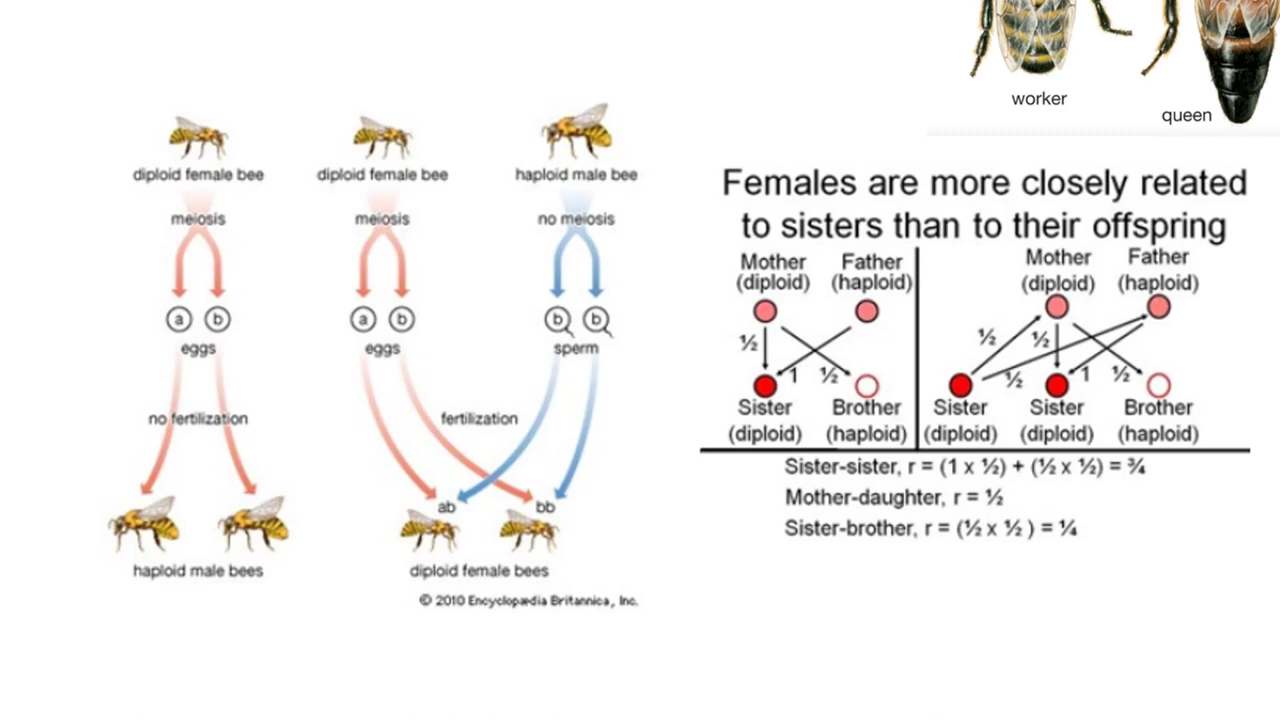 worker
queen
diploid female bee
diploid female bee
haploid male bee
meiosis
meiosis
no meiosis
a
b
a
b
b
b
eggs
eggs
sperm
no fertilization
fertilization
ab
bb
haploid male bees
diploid female bees
© 2010 Encyclopædia Britannica, Inc.
Females are more closely related
to sisters than to their offspring
Mother
(diploid)
Father
(haploid)
½
1
½
Sister
(diploid)
Brother
(haploid)
Mother
(diploid)
Father
(haploid)
½
½
½
1
½
Sister
(diploid)
Sister
(diploid)
Brother
(haploid)
Sister-sister, r = (1 x ½) + (½ x ½) = ¾
Mother-daughter, r = ½
Sister-brother, r = (½ x ½ ) = ¼